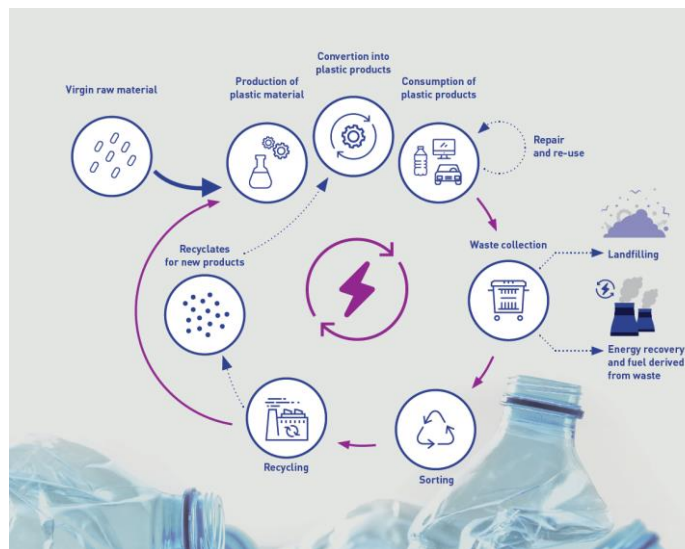 Convertion into
plastic products
Production of
plastic material
Consumption of
plastic products
Virgin raw material
Repair
and re-use
Waste collection
Landfilling
Recyclates
for new products
Energy recovery
and fuel derived
from waste
Recycling
Sorting